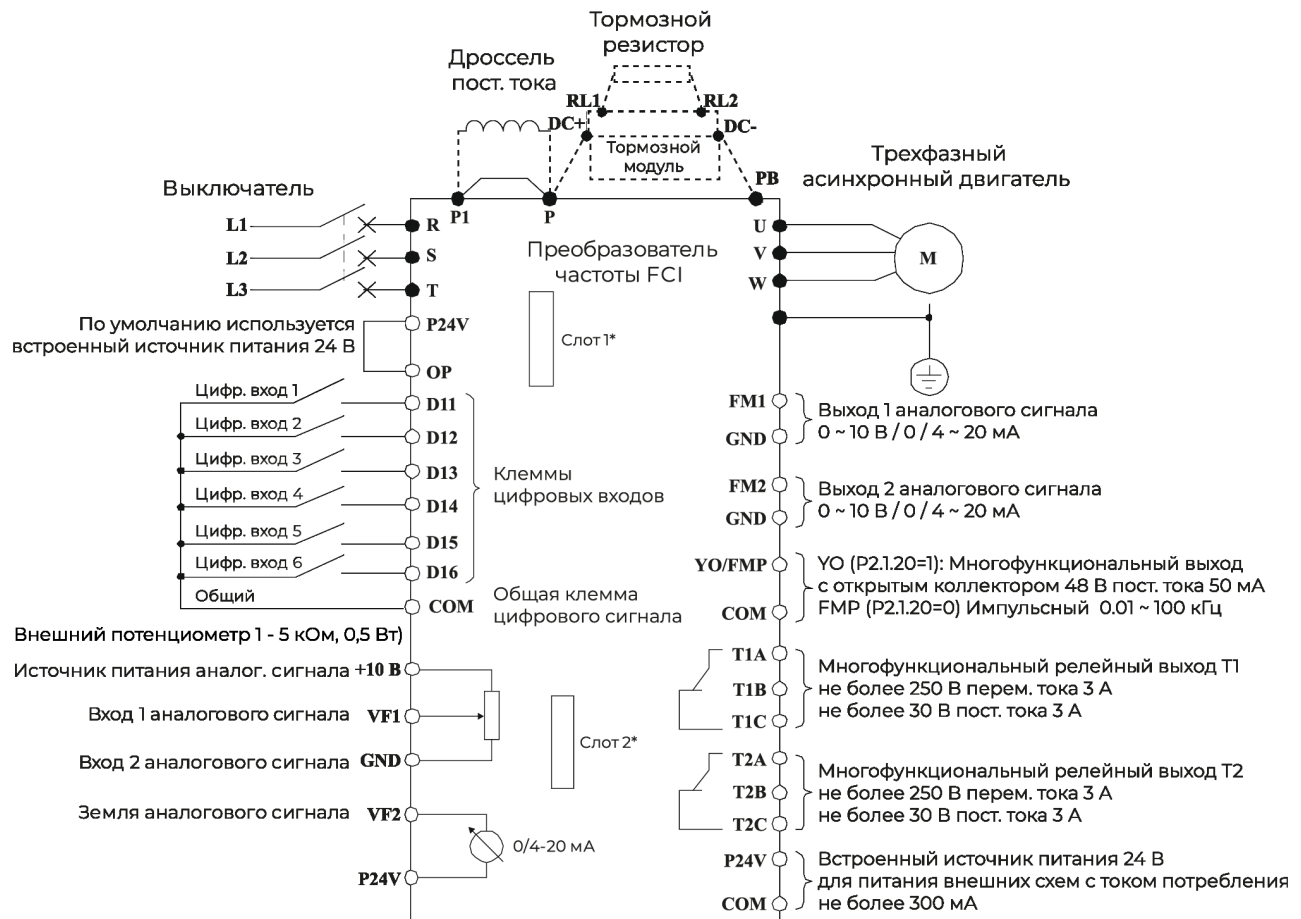 Тормозной
резистор
Дроссель
пост. тока
RL1
RL2
DC+
DC-
Тормозной
модуль
Трехфазный
асинхронный двигатель
Выключатель
P1
P
PB
L1
R
U
L2
S
V
M
L3
T
W
Преобразователь
частоты FCI
По умолчанию используется
встроенный источник питания 24 В
P24V
OP
Слот 1*
Цифр. вход 1
D11
Цифр. вход 2
D12
Цифр. вход 3
D13
Цифр. вход 4
D14
Цифр. вход 5
D15
Цифр. вход 6
D16
Общий
COM
Клеммы
цифровых входов
Общая клемма
цифрового сигнала
Внешний потенциометр 1 - 5 кОм, 0,5 Вт)
Источник питания аналог. сигнала +10 В
Вход 1 аналогового сигнала VF1
Вход 2 аналогового сигнала GND
Земля аналогового сигнала VF2
P24V
0/4-20 мА
Слот 2*
FM1
GND
Выход 1 аналогового сигнала
0 ~ 10 В / 0 / 4 ~ 20 мА
FM2
GND
Выход 2 аналогового сигнала
0 ~ 10 В / 0 / 4 ~ 20 мА
YO/FMP
COM
YO (P2.1.20=1): Многофункциональный выход
с открытым коллектором 48 В пост. тока 50 мА
FMP (P2.1.20=0) Импульсный 0.01 ~ 100 кГц
T1A
T1B
T1C
Многофункциональный релейный выход T1
не более 250 В перем. тока 3 А
не более 30 В пост. тока 3 А
T2A
T2B
T2C
Многофункциональный релейный выход T2
не более 250 В перем. тока 3 А
не более 30 В пост. тока 3 А
P24V
COM
Встроенный источник питания 24 В
для питания внешних схем с током потребления
не более 300 мА